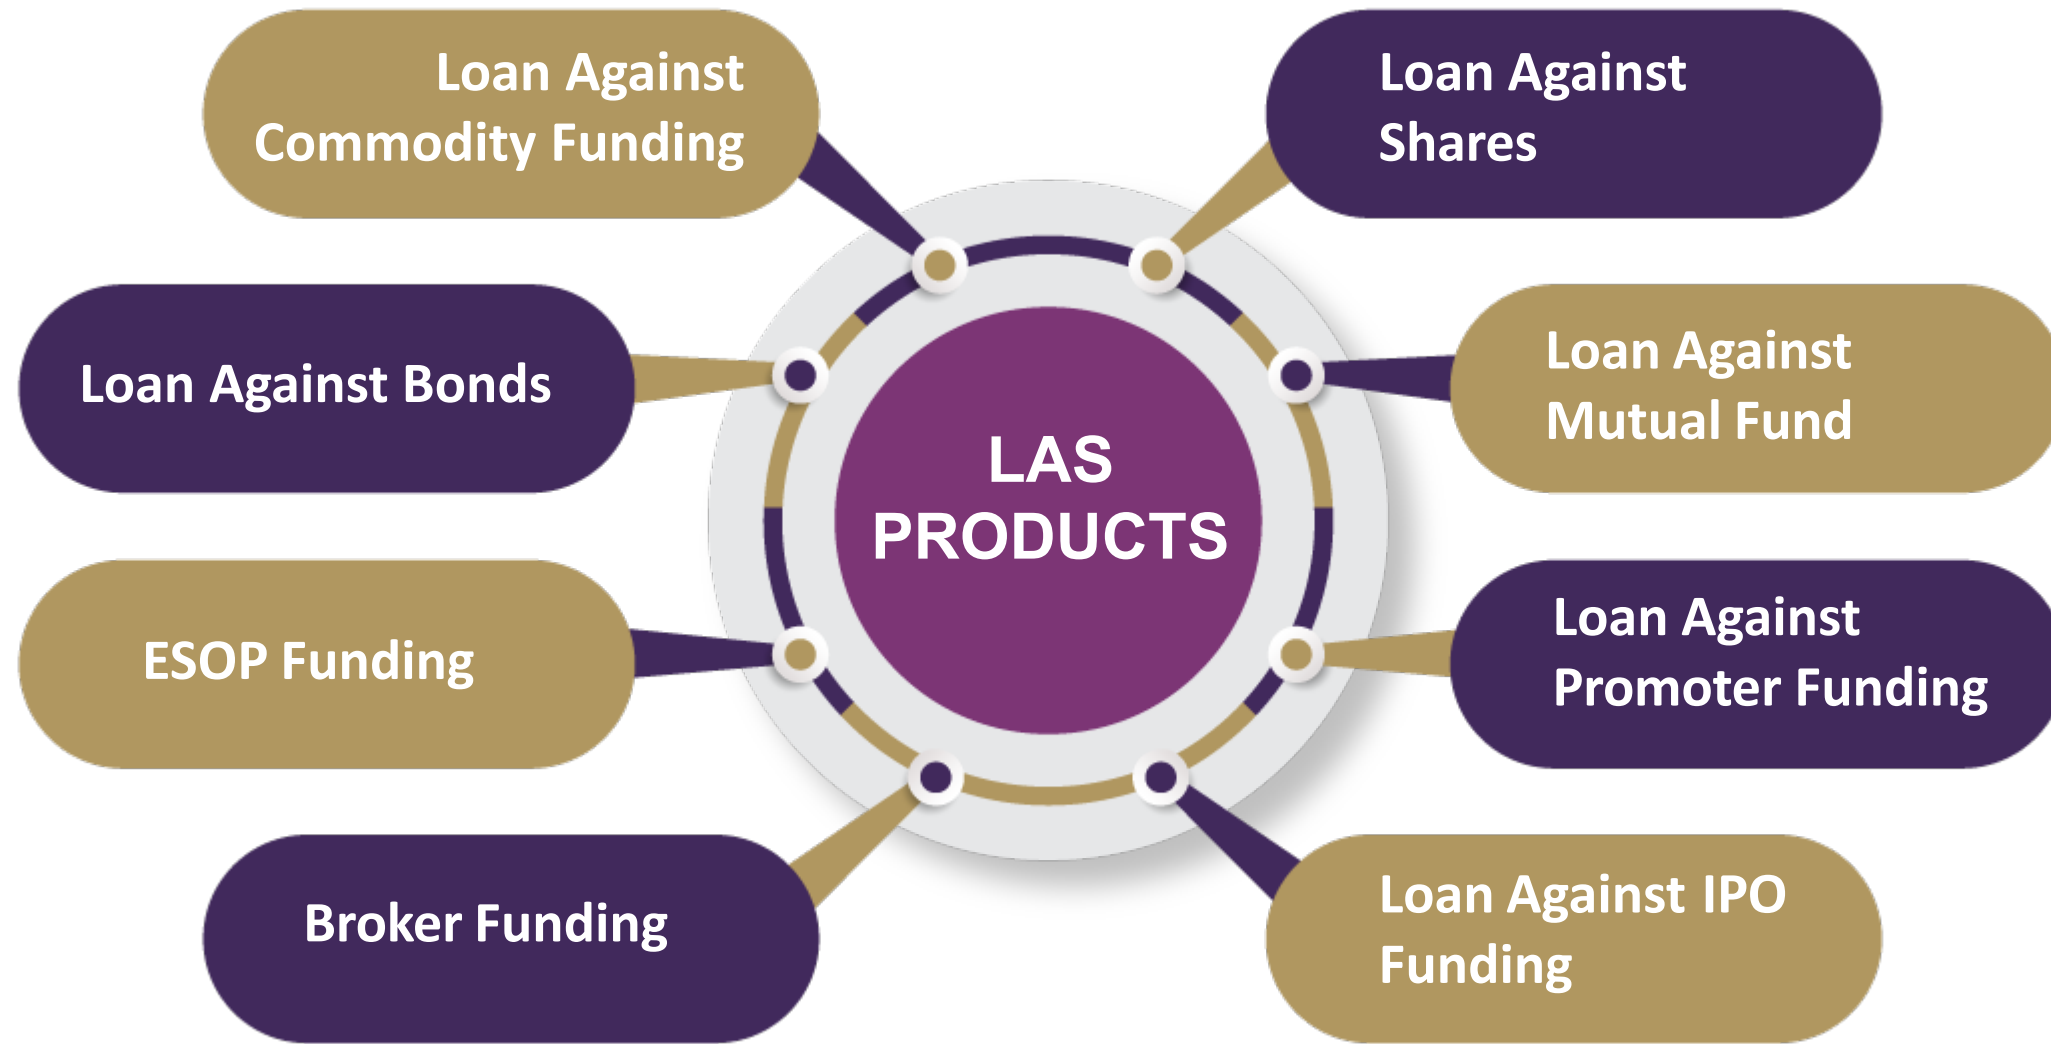 Loan Against
Commodity Funding
Loan Against
Shares
Loan Against Bonds
Loan Against
Mutual Fund
LAS
PRODUCTS
ESOP Funding
Loan Against
Promoter Funding
Broker Funding
Loan Against IPO
Funding